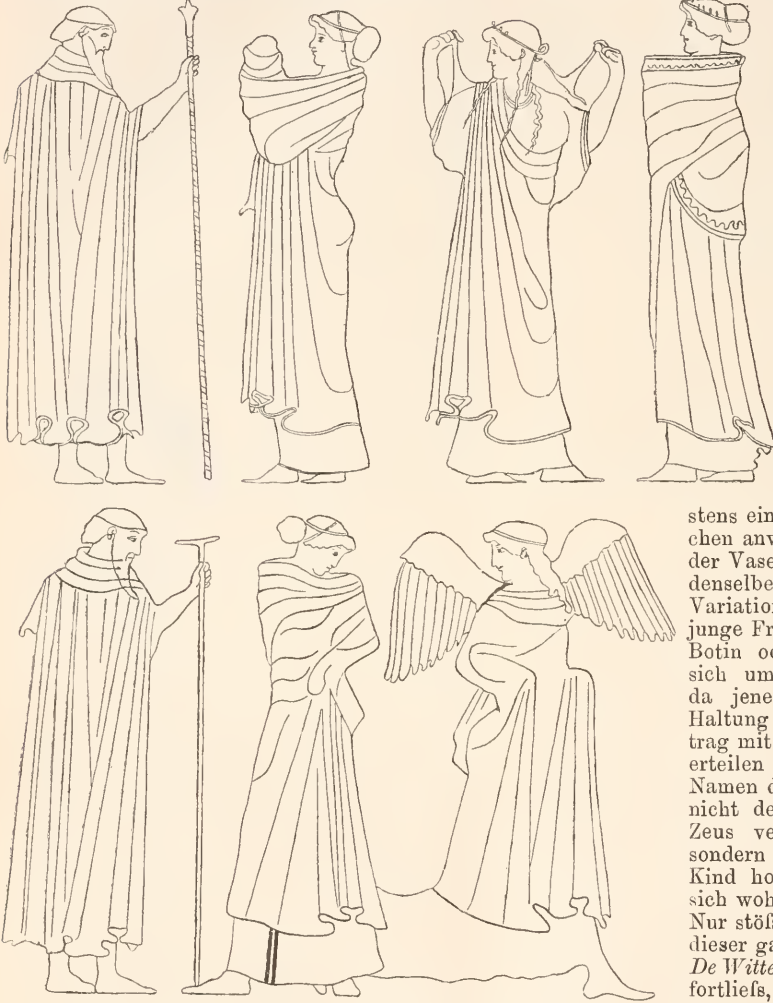 stens ein
chen anv
der Vase
denselbe
Variation
junge Fr
Botin oe
sich um
da jene
Haltung
trag mit
erteilen
Namen d
nicht de
Zeus ve
sondern
Kind ho
sich woh
Nur stöſ
dieser ga
De Witte
fortlieſs,